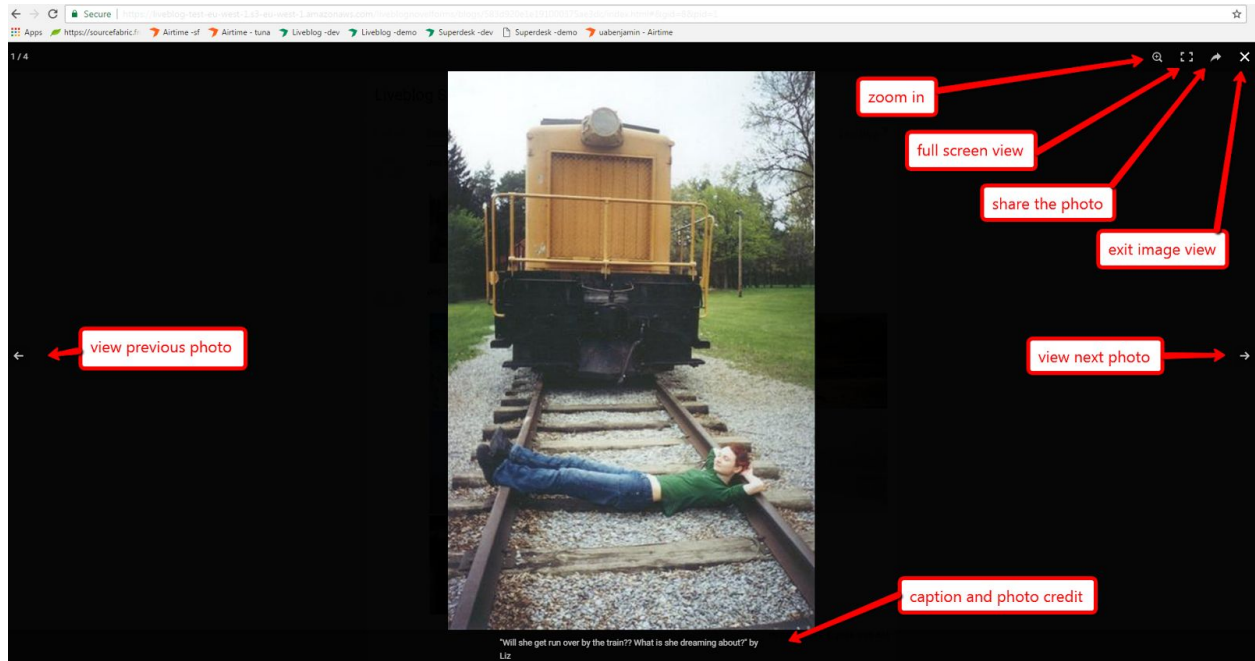 Secure
Apps https://sourcefabric.fr Airtime -sf Airtime - tuna Liveblog -dev Liveblog -demo Superdesk -dev Superdesk -demo uabenjamin - Airtime
1 / 4
zoom in
full screen view
share the photo
exit image view
view previous photo
view next photo
caption and photo credit
"Will she get run over by the train?? What is she dreaming about?" by
Liz